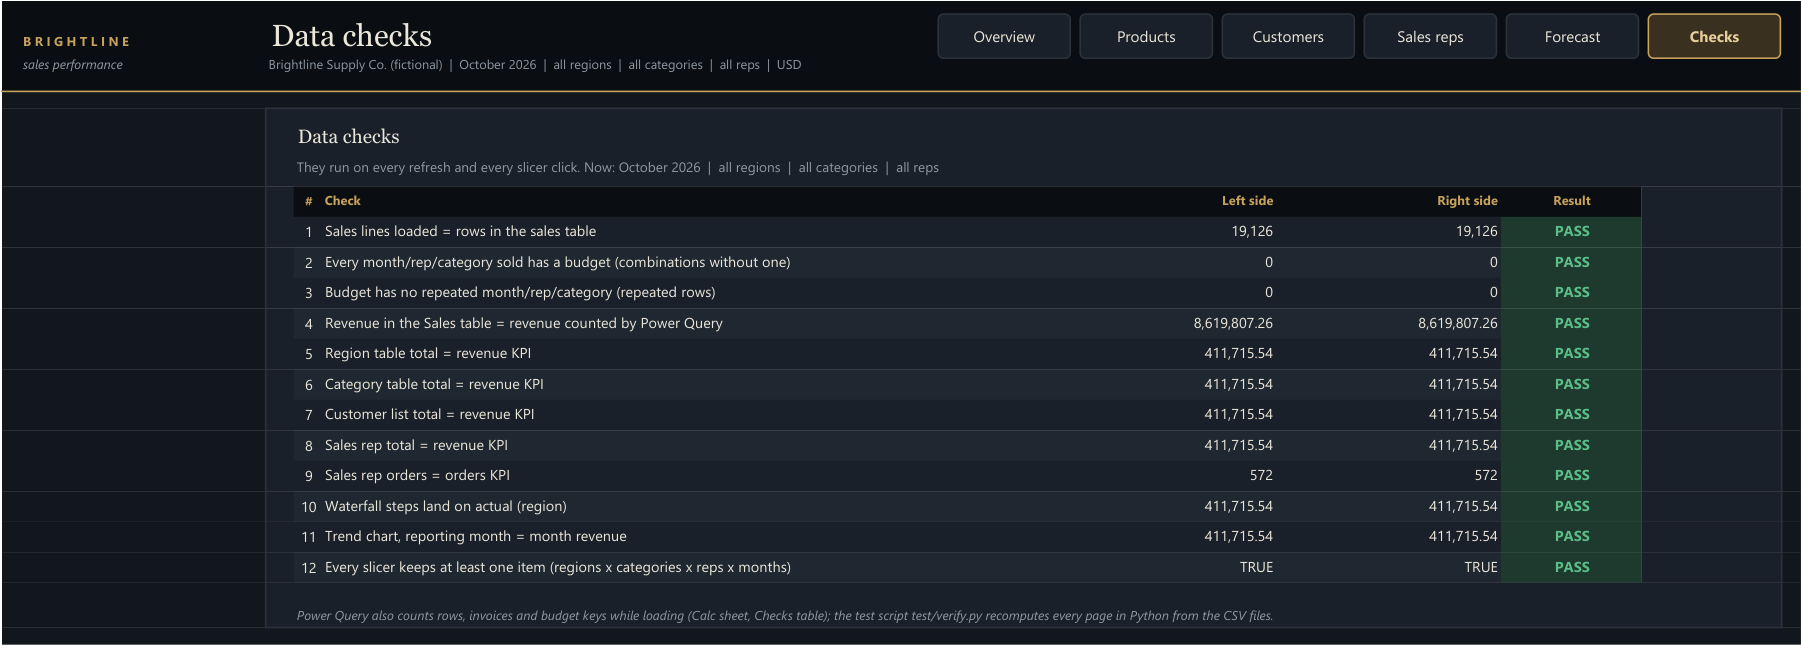 BRIGHTLINE
sales performance
Data checks
Brightline Supply Co. (fictional) | October 2026 | all regions | all categories | all reps | USD
Overview
Products
Customers
Sales reps
Forecast
Checks
Data checks
They run on every refresh and every slicer click. Now: October 2026 | all regions | all categories | all reps
# Check Left side Right side Result
1 Sales lines loaded = rows in the sales table 19,126 19,126 PASS
2 Every month/rep/category sold has a budget (combinations without one) 0 0 PASS
3 Budget has no repeated month/rep/category (repeated rows) 0 0 PASS
4 Revenue in the Sales table = revenue counted by Power Query 8,619,807.26 8,619,807.26 PASS
5 Region table total = revenue KPI 411,715.54 411,715.54 PASS
6 Category table total = revenue KPI 411,715.54 411,715.54 PASS
7 Customer list total = revenue KPI 411,715.54 411,715.54 PASS
8 Sales rep total = revenue KPI 411,715.54 411,715.54 PASS
9 Sales rep orders = orders KPI 572 572 PASS
10 Waterfall steps land on actual (region) 411,715.54 411,715.54 PASS
11 Trend chart, reporting month = month revenue 411,715.54 411,715.54 PASS
12 Every slicer keeps at least one item (regions x categories x reps x months) TRUE TRUE PASS
Power Query also counts rows, invoices and budget keys while loading (Calc sheet, Checks table); the test script test/verify.py recomputes every page in Python from the CSV files.